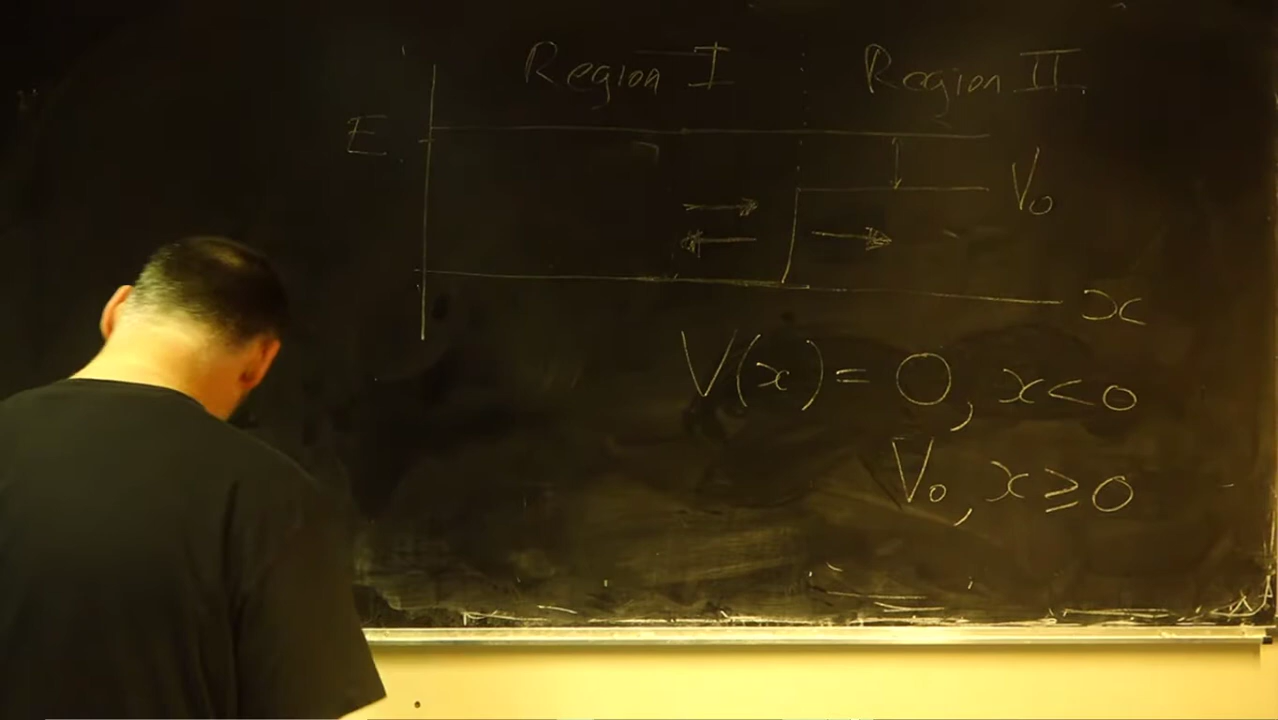 Region I Region II
E
V₀
x
V(x) = 0, x < 0
V₀, x ≥ 0